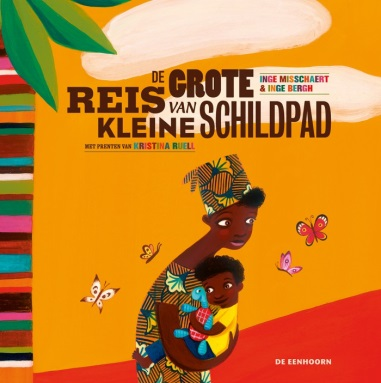 DE GROTE
REIS VAN
KLEINE SCHILDPAD
INGE MISSCHAERT
& INGE BERGH
MET PRENTEN VAN KRISTINA RUELL
DE EENHOORN